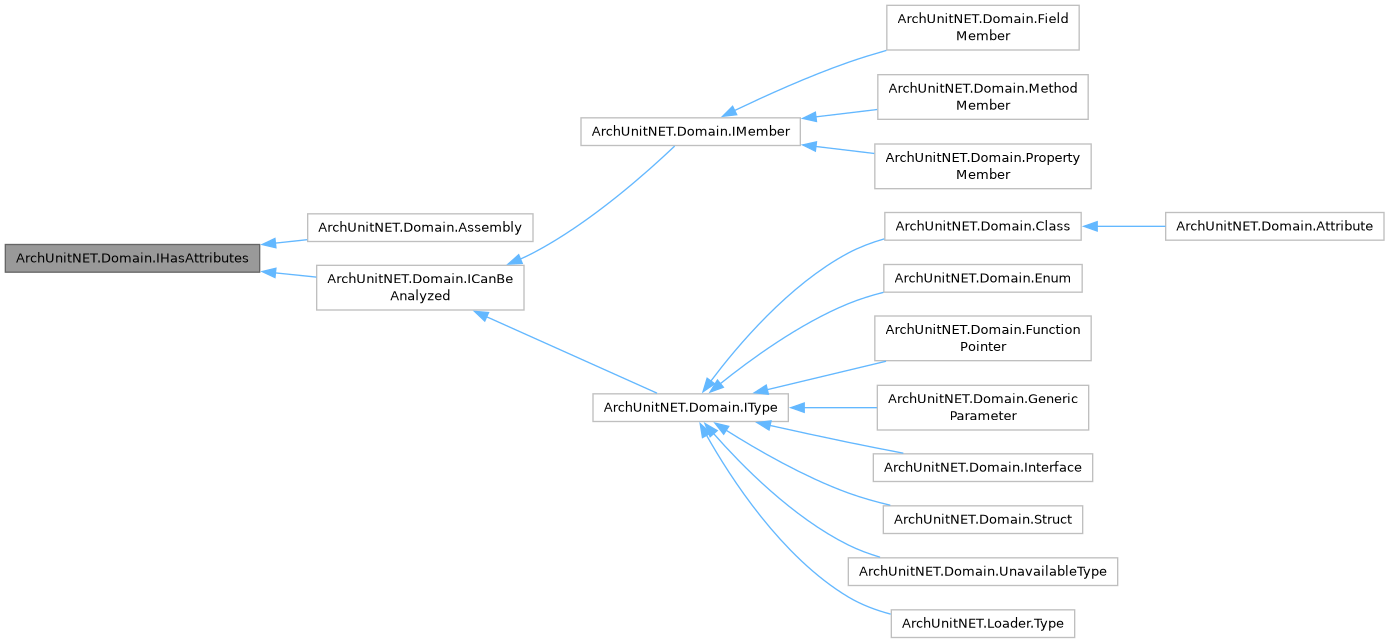 ArchUnitNET.Domain.IHasAttributes
ArchUnitNET.Domain.Assembly
ArchUnitNET.Domain.ICanBe
Analyzed
ArchUnitNET.Domain.IMember
ArchUnitNET.Domain.Field
Member
ArchUnitNET.Domain.Method
Member
ArchUnitNET.Domain.Property
Member
ArchUnitNET.Domain.IType
ArchUnitNET.Domain.Class
ArchUnitNET.Domain.Attribute
ArchUnitNET.Domain.Enum
ArchUnitNET.Domain.Function
Pointer
ArchUnitNET.Domain.Generic
Parameter
ArchUnitNET.Domain.Interface
ArchUnitNET.Domain.Struct
ArchUnitNET.Domain.UnavailableType
ArchUnitNET.Loader.Type